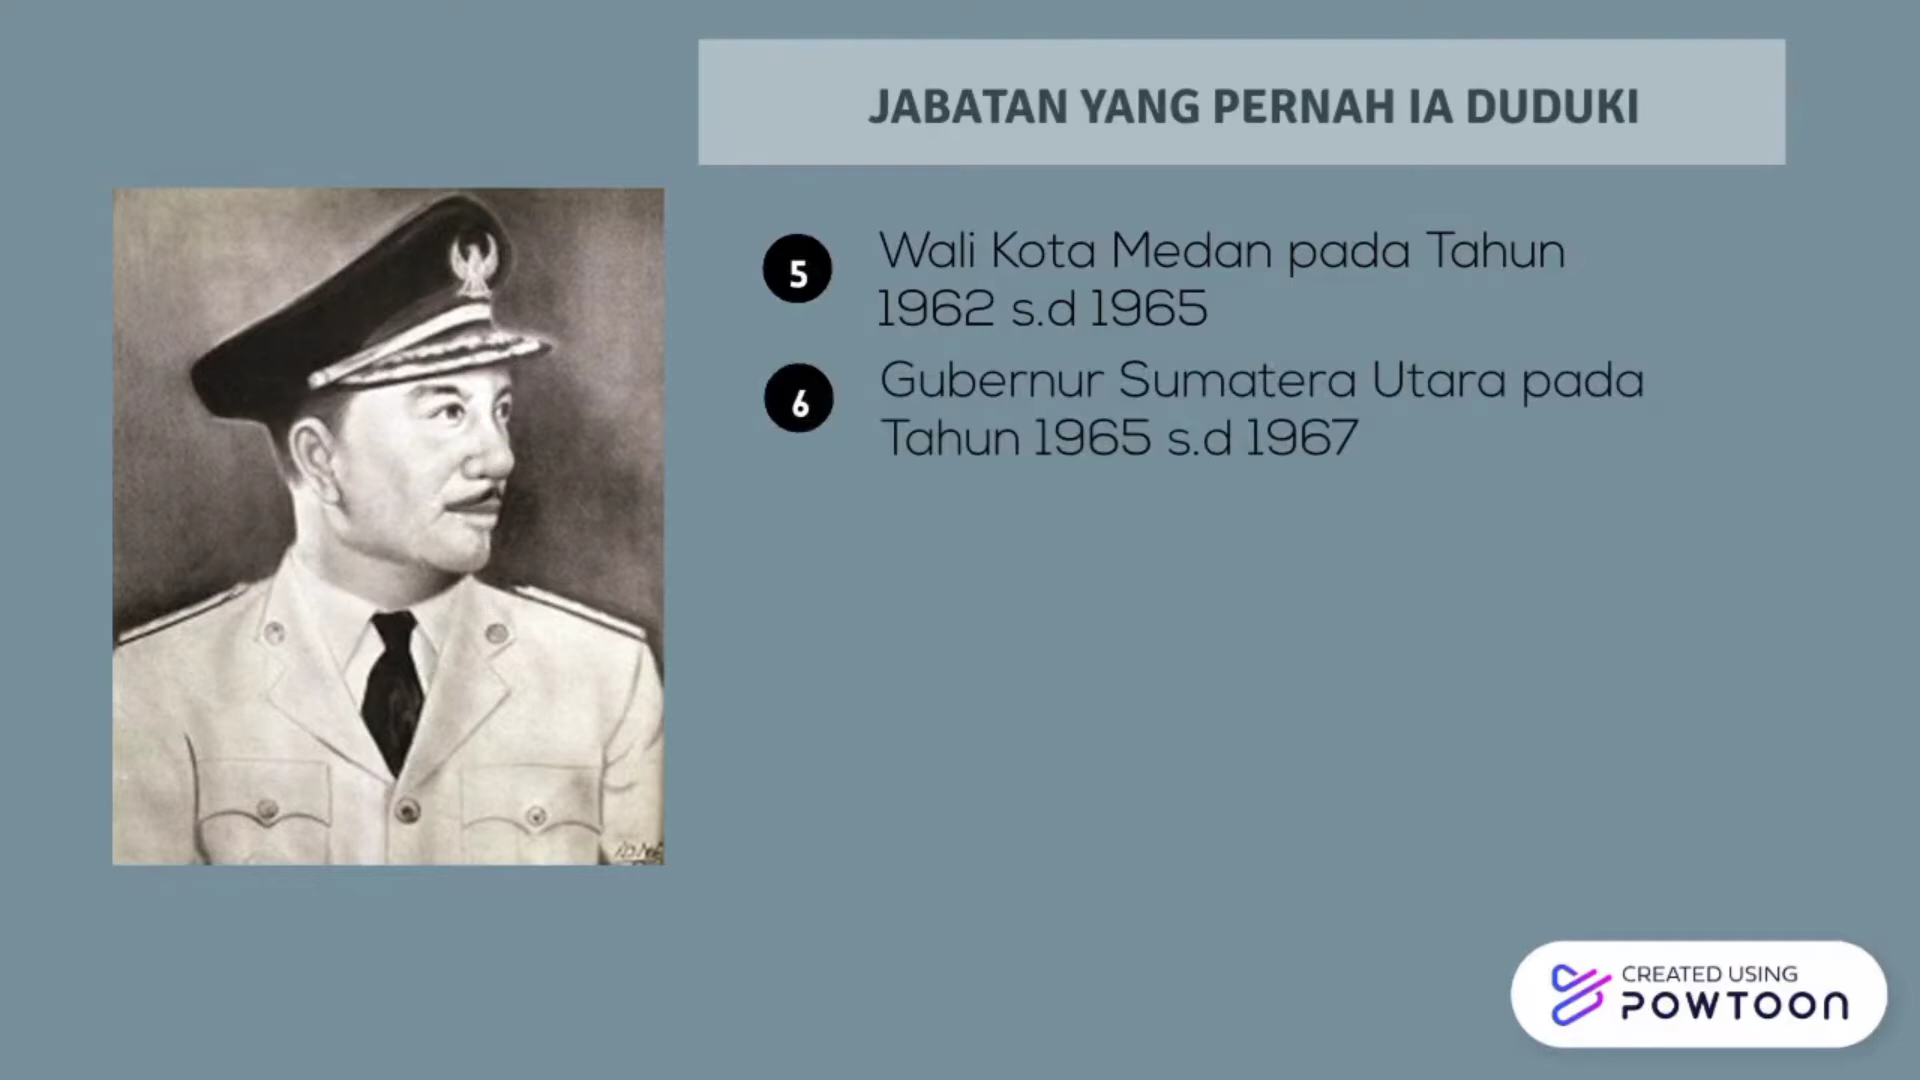 JABATAN YANG PERNAH IA DUDUKI
5 Wali Kota Medan pada Tahun
1962 s.d 1965
6 Gubernur Sumatera Utara pada
Tahun 1965 s.d 1967
CREATED USING
POWTOON